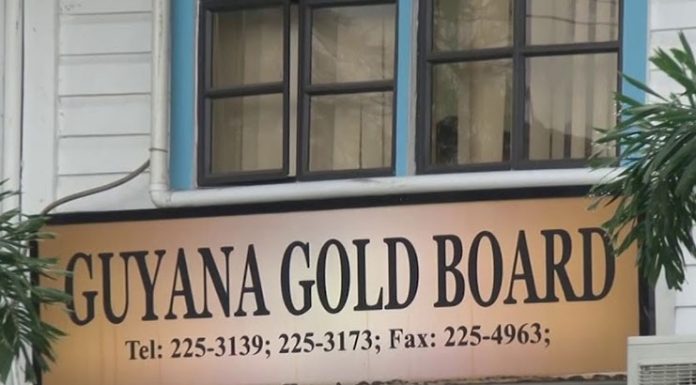 GUYANA GOLD BOARD
Tel: 225-3139; 225-3173; Fax: 225-4963;